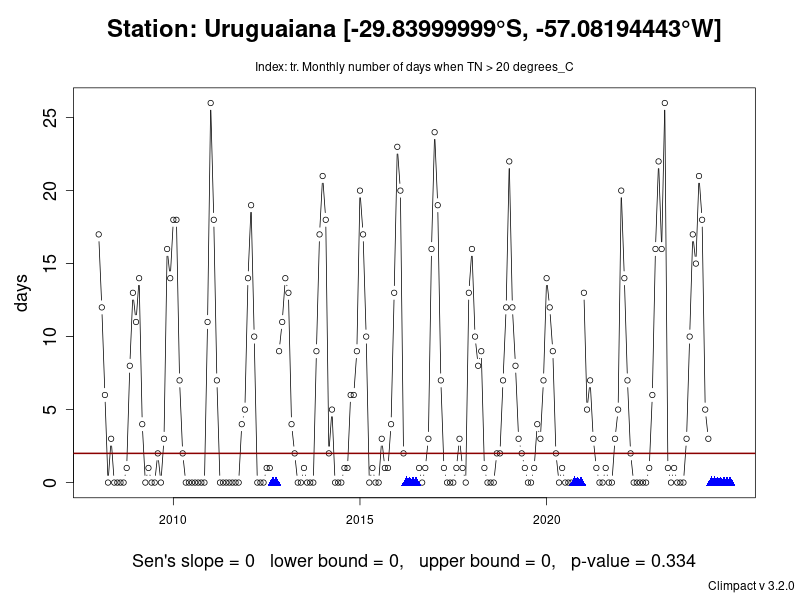 Station: Uruguaiana [-29.83999999°S, -57.08194443°W]
Index: tr. Monthly number of days when TN > 20 degrees_C
25
20
15
10
5
0
days
2010 2015 2020
Sen's slope = 0 lower bound = 0, upper bound = 0, p-value = 0.334
Climpact v 3.2.0